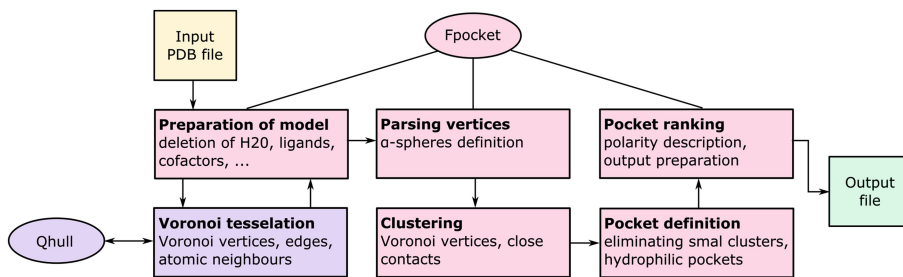 Input
PDB file
Fpocket
Preparation of model
deletion of H20, ligands,
cofactors, ...
Parsing vertices
α-spheres definition
Pocket ranking
polarity description,
output preparation
Output
file
Qhull
Voronoi tesselation
Voronoi vertices, edges,
atomic neighbours
Clustering
Voronoi vertices, close
contacts
Pocket definition
eliminating smal clusters,
hydrophilic pockets